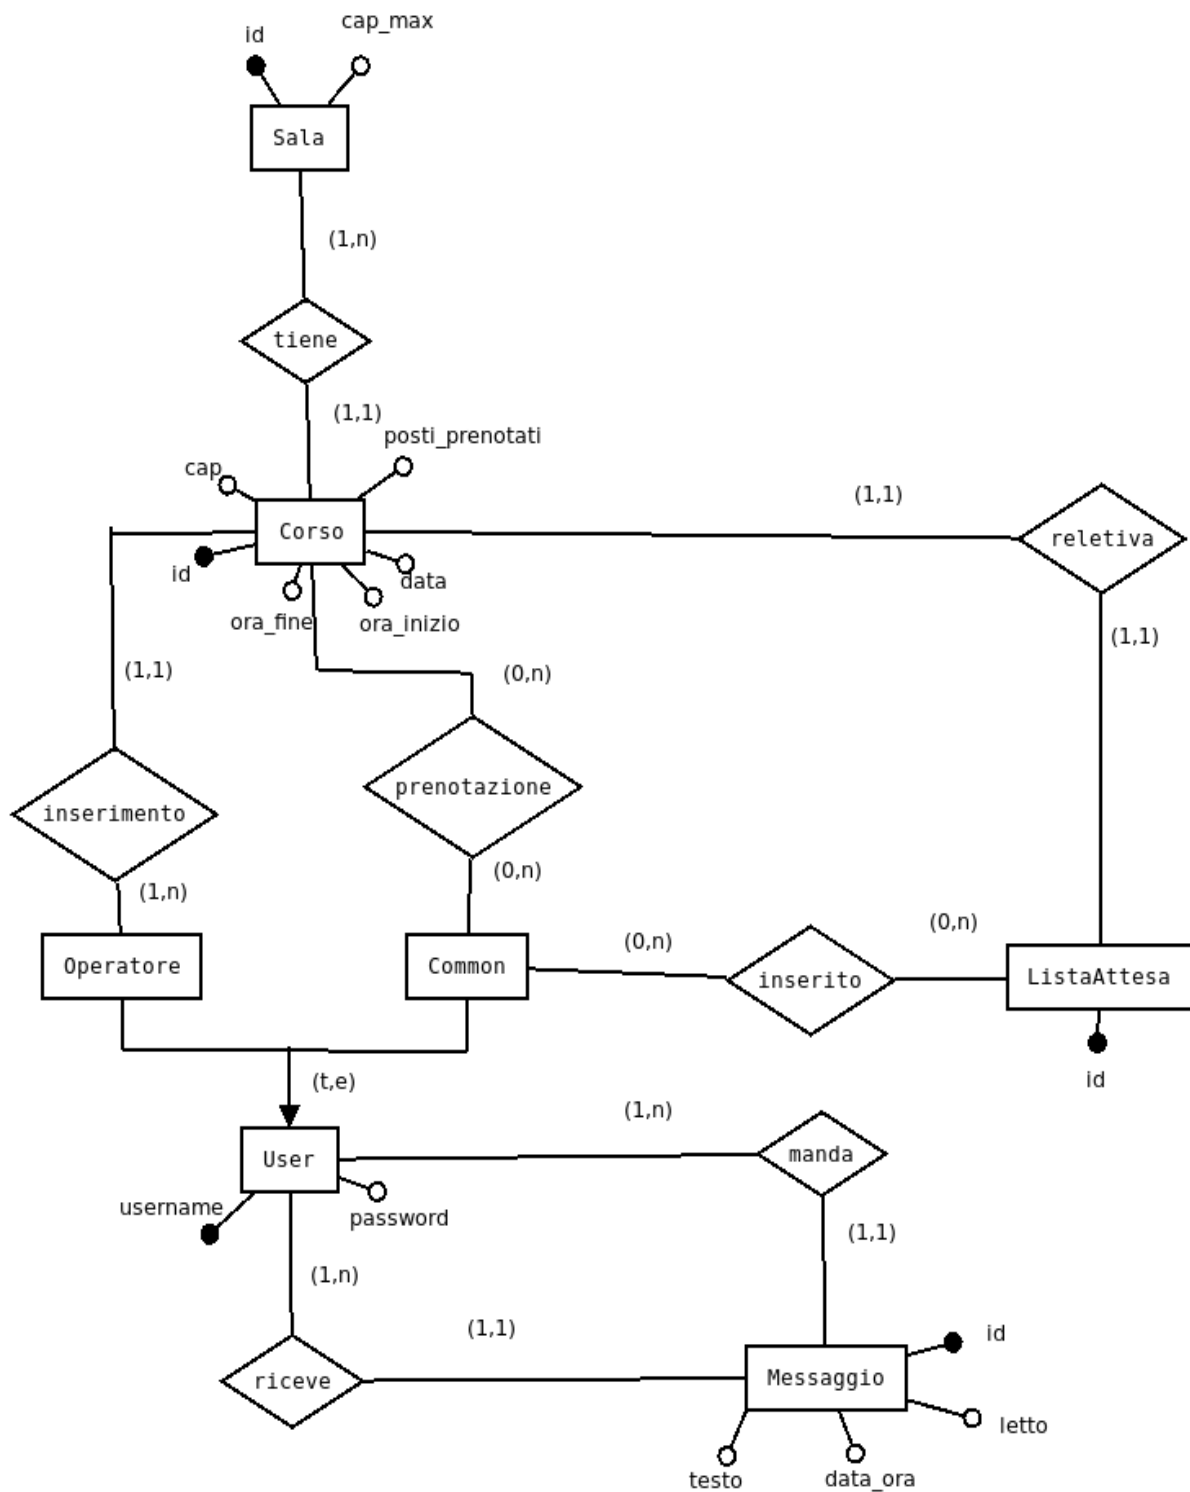 cap_max
id
Sala
(1,n)
tiene
(1,1)
posti_prenotati
cap
(1,1)
Corso
reletiva
id
data
ora_fine
ora_inizio
(1,1)
(1,1)
(0,n)
inserimento
prenotazione
(1,n)
(0,n)
Operatore
Common
(0,n)
inserito
(0,n)
ListaAttesa
id
(t,e)
(1,n)
User
manda
username
password
(1,1)
(1,n)
(1,1)
riceve
Messaggio
id
letto
testo
data_ora